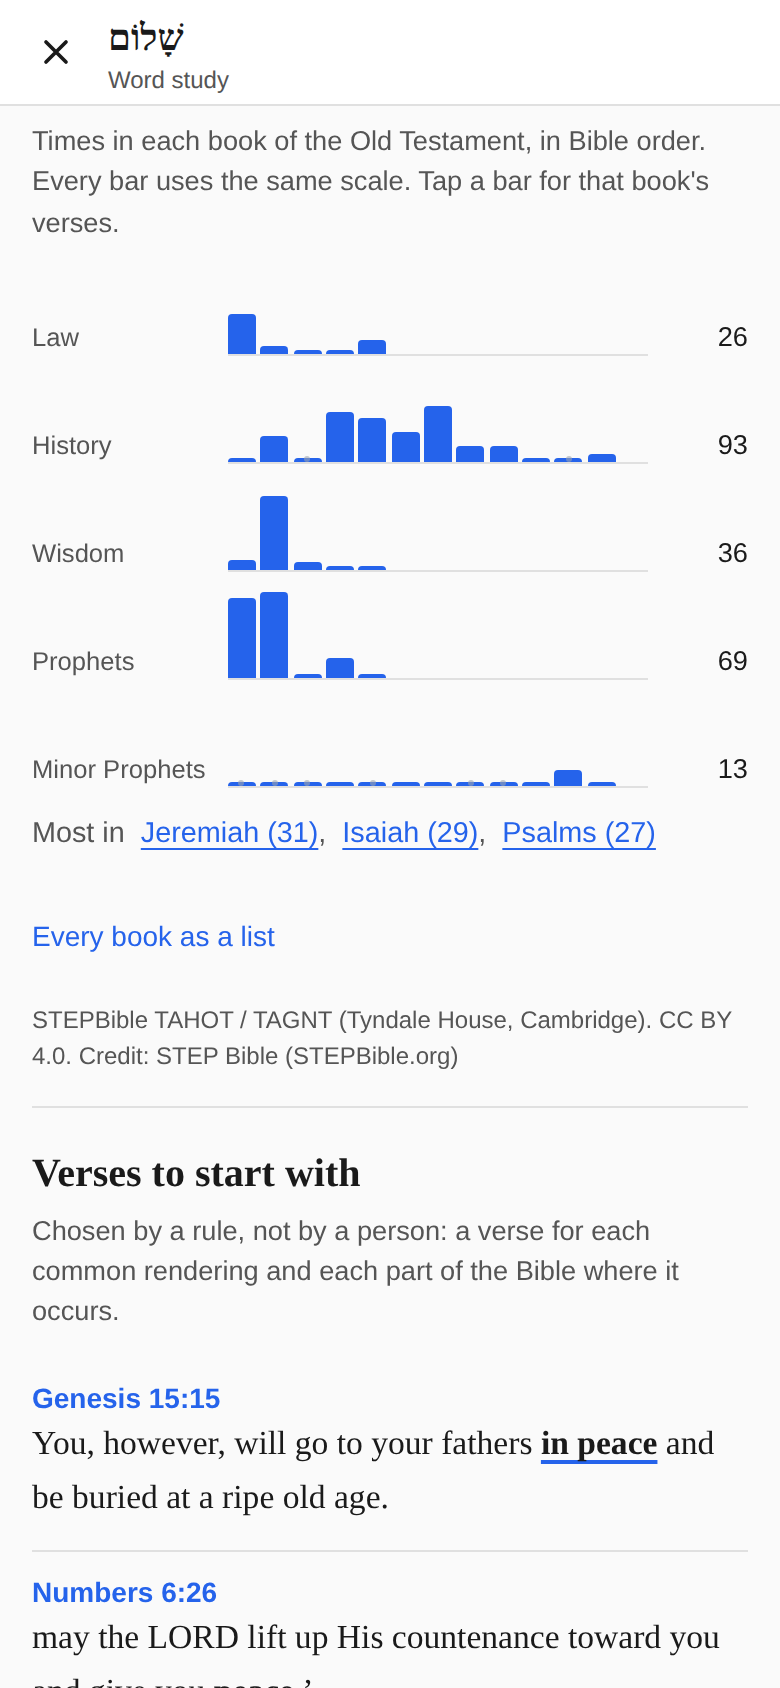 שָׁלוֹם
Word study
Times in each book of the Old Testament, in Bible order.
Every bar uses the same scale. Tap a bar for that book's
verses.
Law 26
History 93
Wisdom 36
Prophets 69
Minor Prophets 13
Most in Jeremiah (31), Isaiah (29), Psalms (27)
Every book as a list
STEPBible TAHOT / TAGNT (Tyndale House, Cambridge). CC BY
4.0. Credit: STEP Bible (STEPBible.org)
Verses to start with
Chosen by a rule, not by a person: a verse for each
common rendering and each part of the Bible where it
occurs.
Genesis 15:15
You, however, will go to your fathers in peace and
be buried at a ripe old age.
Numbers 6:26
may the LORD lift up His countenance toward you
and give you peace.’